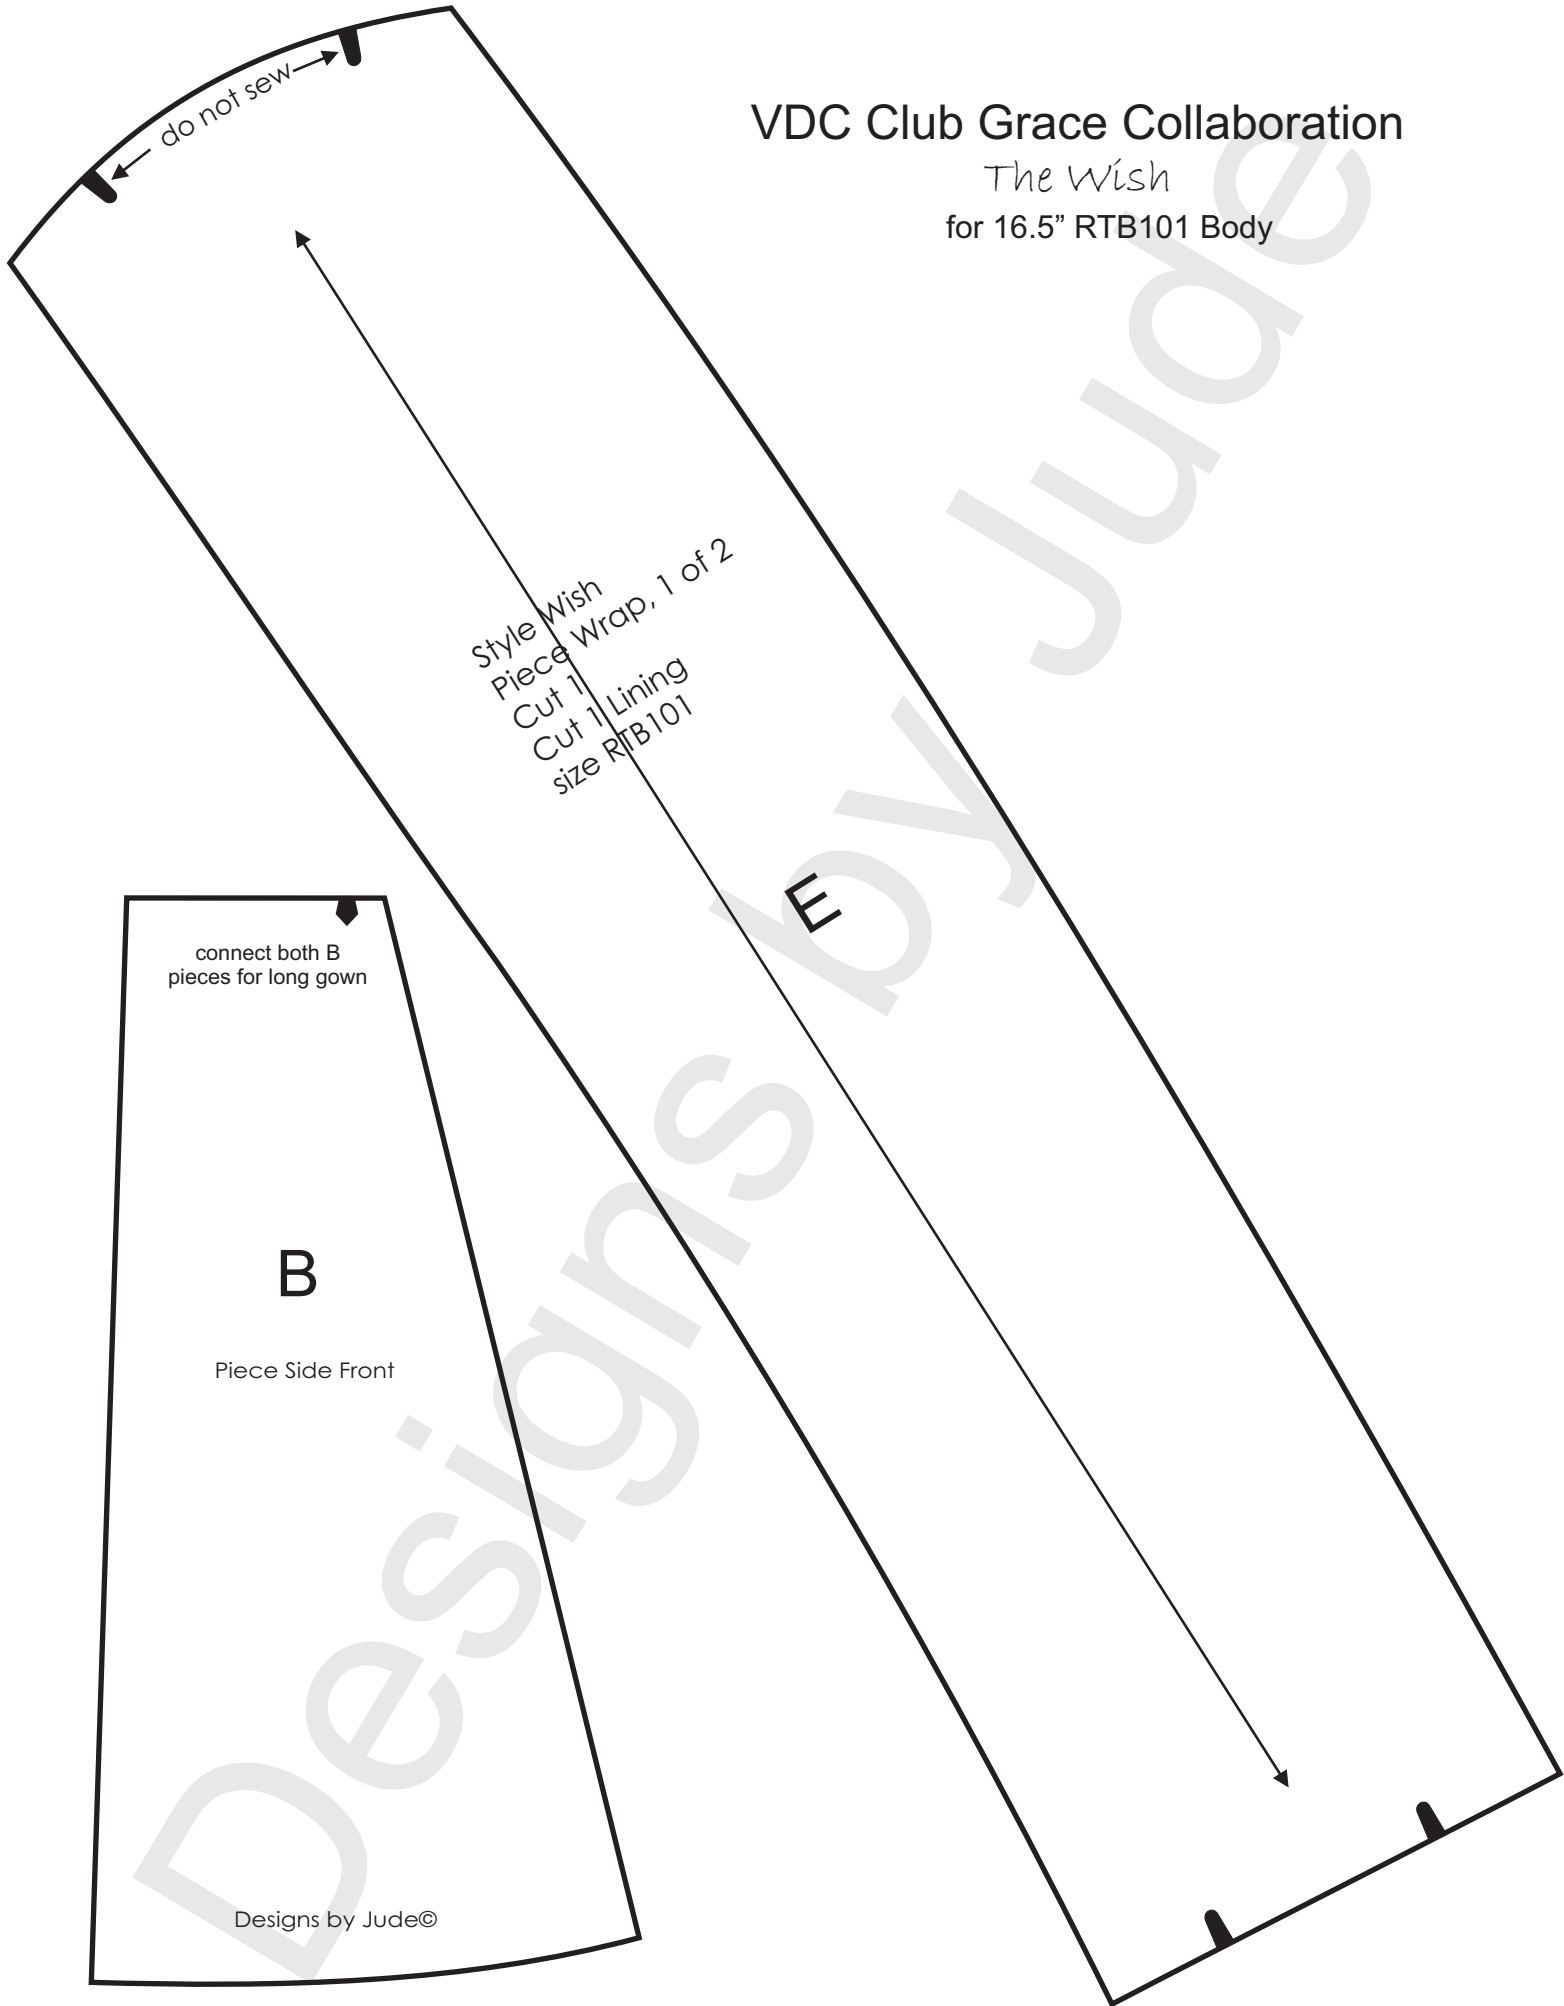 VDC Club Grace Collaboration
The Wish
for 16.5” RTB101 Body
do not sew
Style Wish
Piece Wrap, 1 of 2
Cut 1
Cut 1 Lining
size RTB101
E
connect both B
pieces for long gown
B
Piece Side Front
Designs by Jude©
Designs by Jude